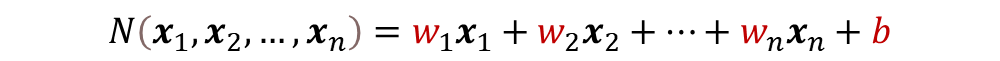 N(x₁, x₂, …, xₙ) = w₁x₁ + w₂x₂ + ⋯ + wₙxₙ + b